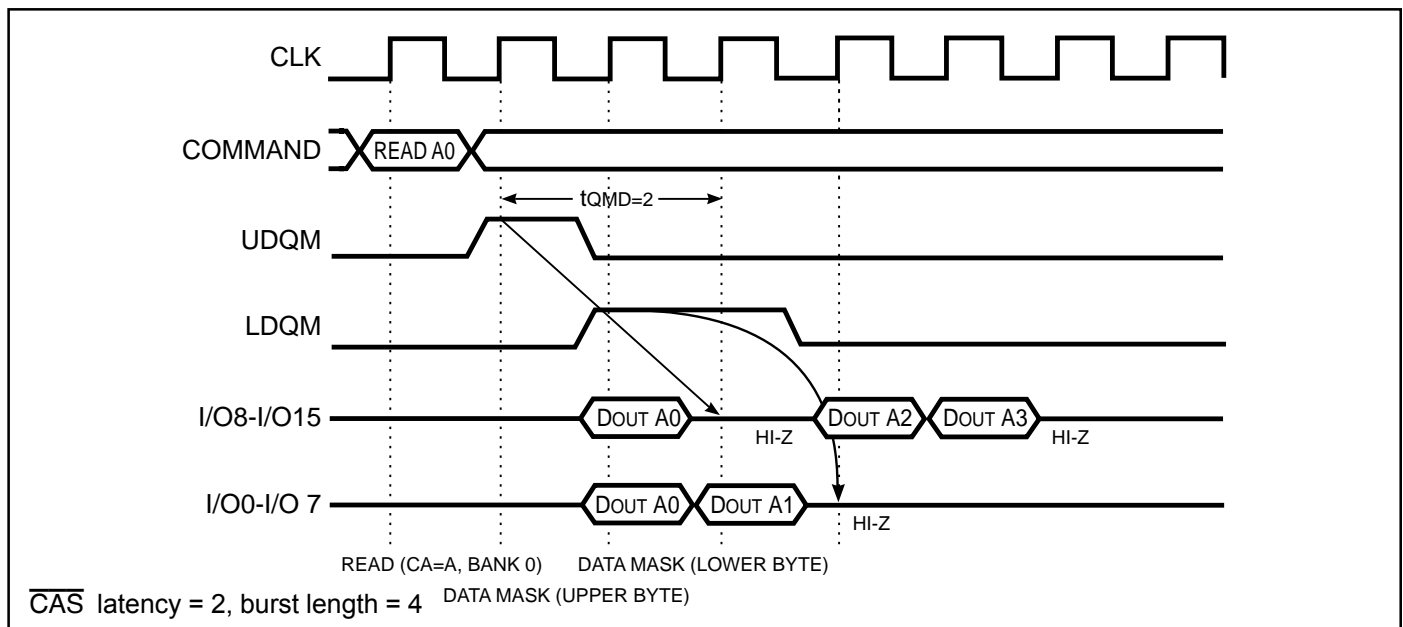 CLK
COMMAND
READ A0
tQMD=2
UDQM
LDQM
I/O8-I/O15
DOUT A0
HI-Z
DOUT A2
DOUT A3
HI-Z
I/O0-I/O 7
DOUT A0
DOUT A1
HI-Z
READ (CA=A, BANK 0)
DATA MASK (LOWER BYTE)
DATA MASK (UPPER BYTE)
CAS latency = 2, burst length = 4